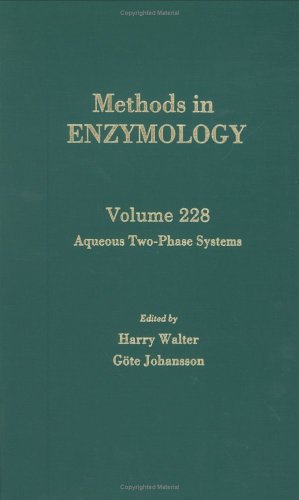 Methods in
ENZYMOLOGY
Volume 228
Aqueous Two-Phase Systems
Edited by
Harry Walter
Göte Johansson